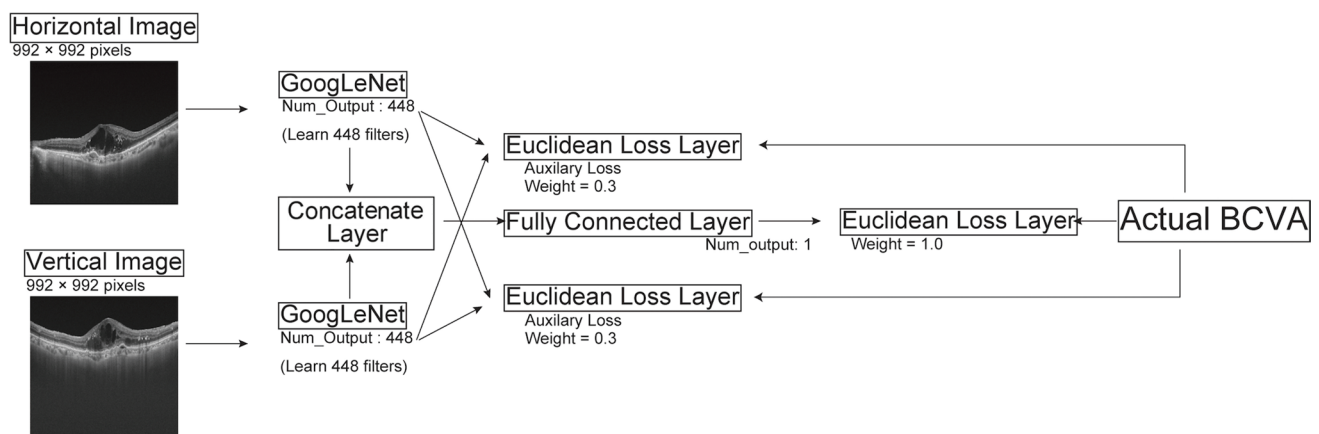 Horizontal Image
992 × 992 pixels
GoogLeNet
Num_Output : 448
(Learn 448 filters)
Euclidean Loss Layer
Auxilary Loss
Weight = 0.3
Concatenate
Layer
Fully Connected Layer
Num_output: 1
Euclidean Loss Layer
Weight = 1.0
Actual BCVA
Vertical Image
992 × 992 pixels
GoogLeNet
Num_Output : 448
(Learn 448 filters)
Euclidean Loss Layer
Auxilary Loss
Weight = 0.3